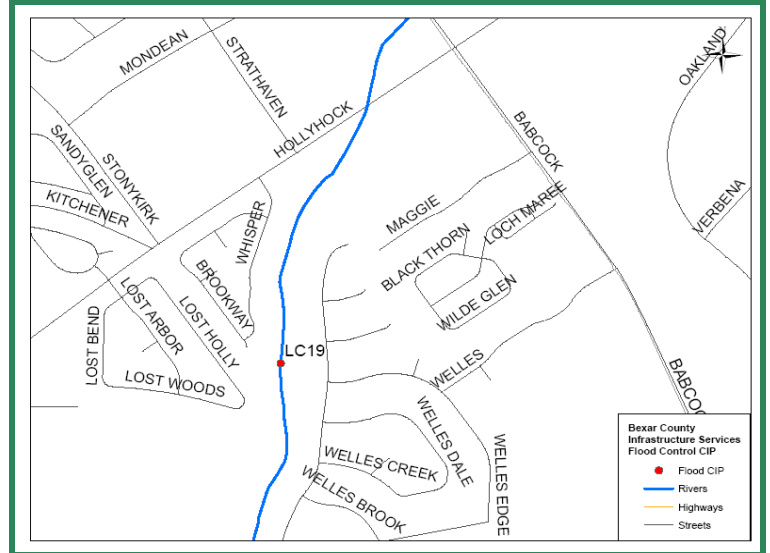 MONDEAN
STRATHAVEN
OAKLAND
HOLLYHOCK
BABCOCK
SANDYGLEN
STONYKIRK
KITCHENER
WHISPER
MAGGIE
LOCH MAREE
VERBENA
BLACK THORN
BROOKWAY
LOST ARBOR
LOST HOLLY
WILDE GLEN
LOST BEND
LC19
LOST WOODS
WELLES
BABCOC
WELLES DALE
WELLES EDGE
WELLES CREEK
WELLES BROOK
Bexar County
Infrastructure Services
Flood Control CIP
Flood CIP
Rivers
Highways
Streets